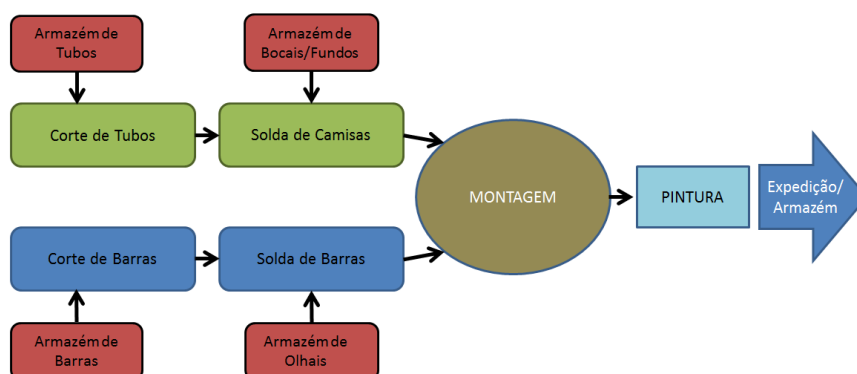 Armazém de
Tubos
Armazém de
Bocais/Fundos
Corte de Tubos
Solda de Camisas
MONTAGEM
PINTURA
Expedição/
Armazém
Corte de Barras
Solda de Barras
Armazém de
Barras
Armazém de
Olhais